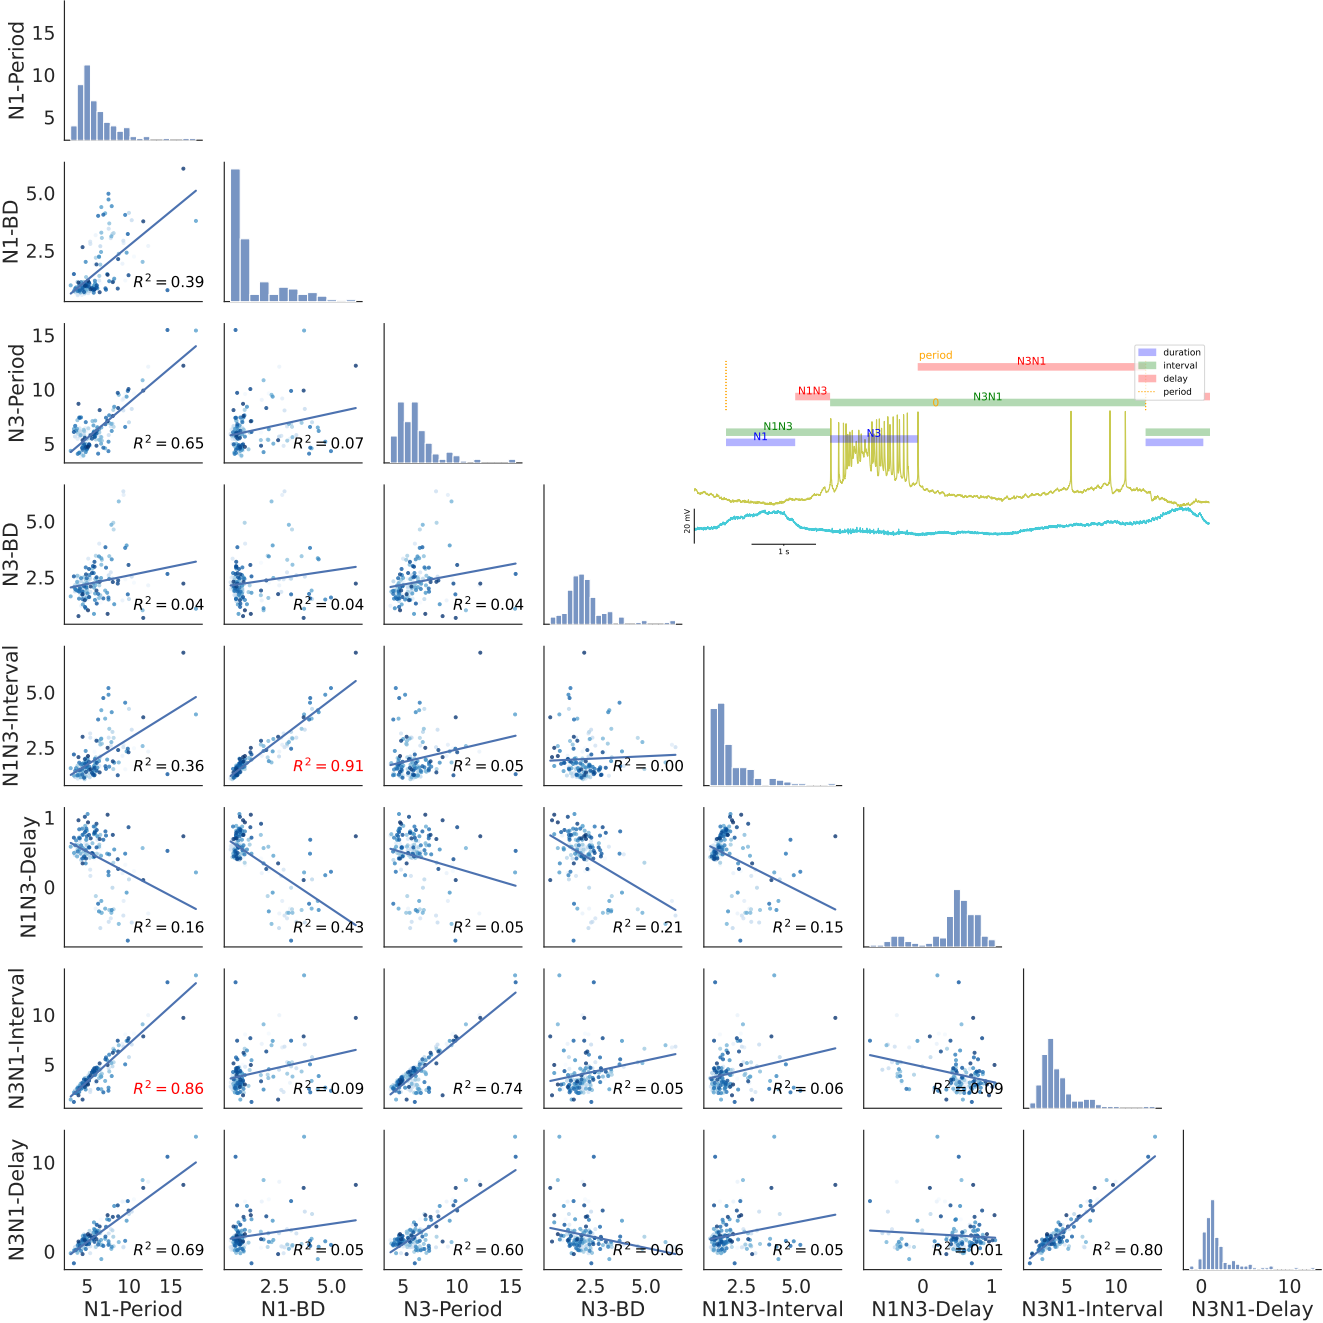 N1-Period
15
10
5
N1-BD
5.0
2.5
R² = 0.39
N3-Period
15
10
5
R² = 0.65
R² = 0.07
period
N3N1
duration
interval
delay
period
N1N3
0
N3N1
N1N3
N1
N3
20 mV
1 s
N3-BD
5.0
2.5
R² = 0.04
R² = 0.04
R² = 0.04
N1N3-Interval
5.0
2.5
R² = 0.36
R² = 0.91
R² = 0.05
R² = 0.00
N1N3-Delay
1
0
R² = 0.16
R² = 0.43
R² = 0.05
R² = 0.21
R² = 0.15
N3N1-Interval
10
5
R² = 0.86
R² = 0.09
R² = 0.74
R² = 0.05
R² = 0.06
R² = 0.09
N3N1-Delay
10
0
R² = 0.69
R² = 0.05
R² = 0.60
R² = 0.06
R² = 0.05
R² = 0.01
R² = 0.80
5 10 15
2.5 5.0
5 10 15
2.5 5.0
2.5 5.0
0 1
5 10
0 10
N1-Period
N1-BD
N3-Period
N3-BD
N1N3-Interval
N1N3-Delay
N3N1-Interval
N3N1-Delay